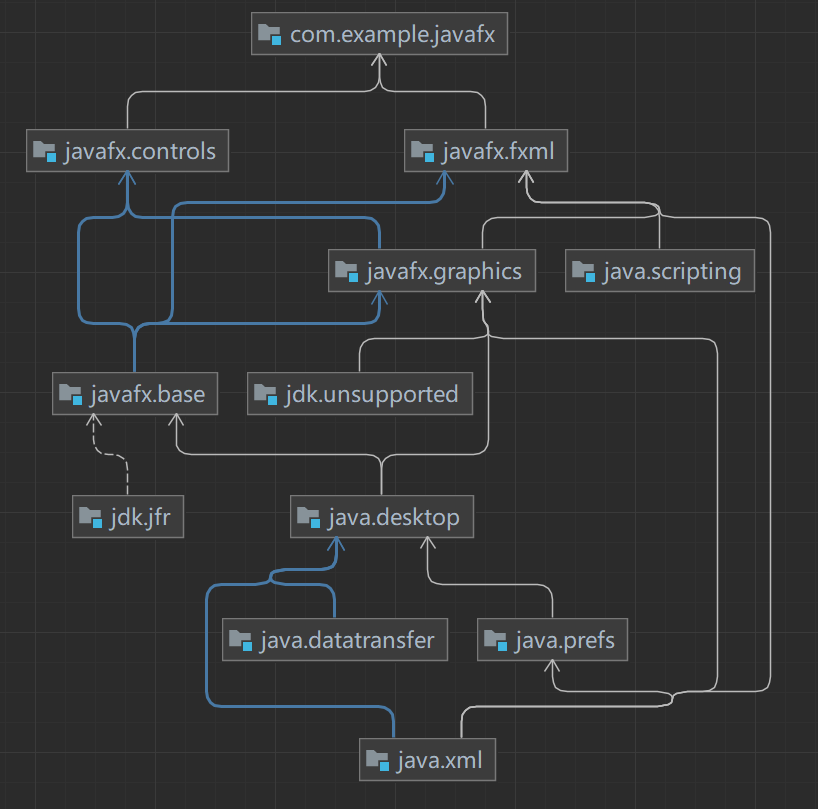 com.example.javafx
javafx.controls
javafx.fxml
javafx.graphics
java.scripting
javafx.base
jdk.unsupported
jdk.jfr
java.desktop
java.datatransfer
java.prefs
java.xml